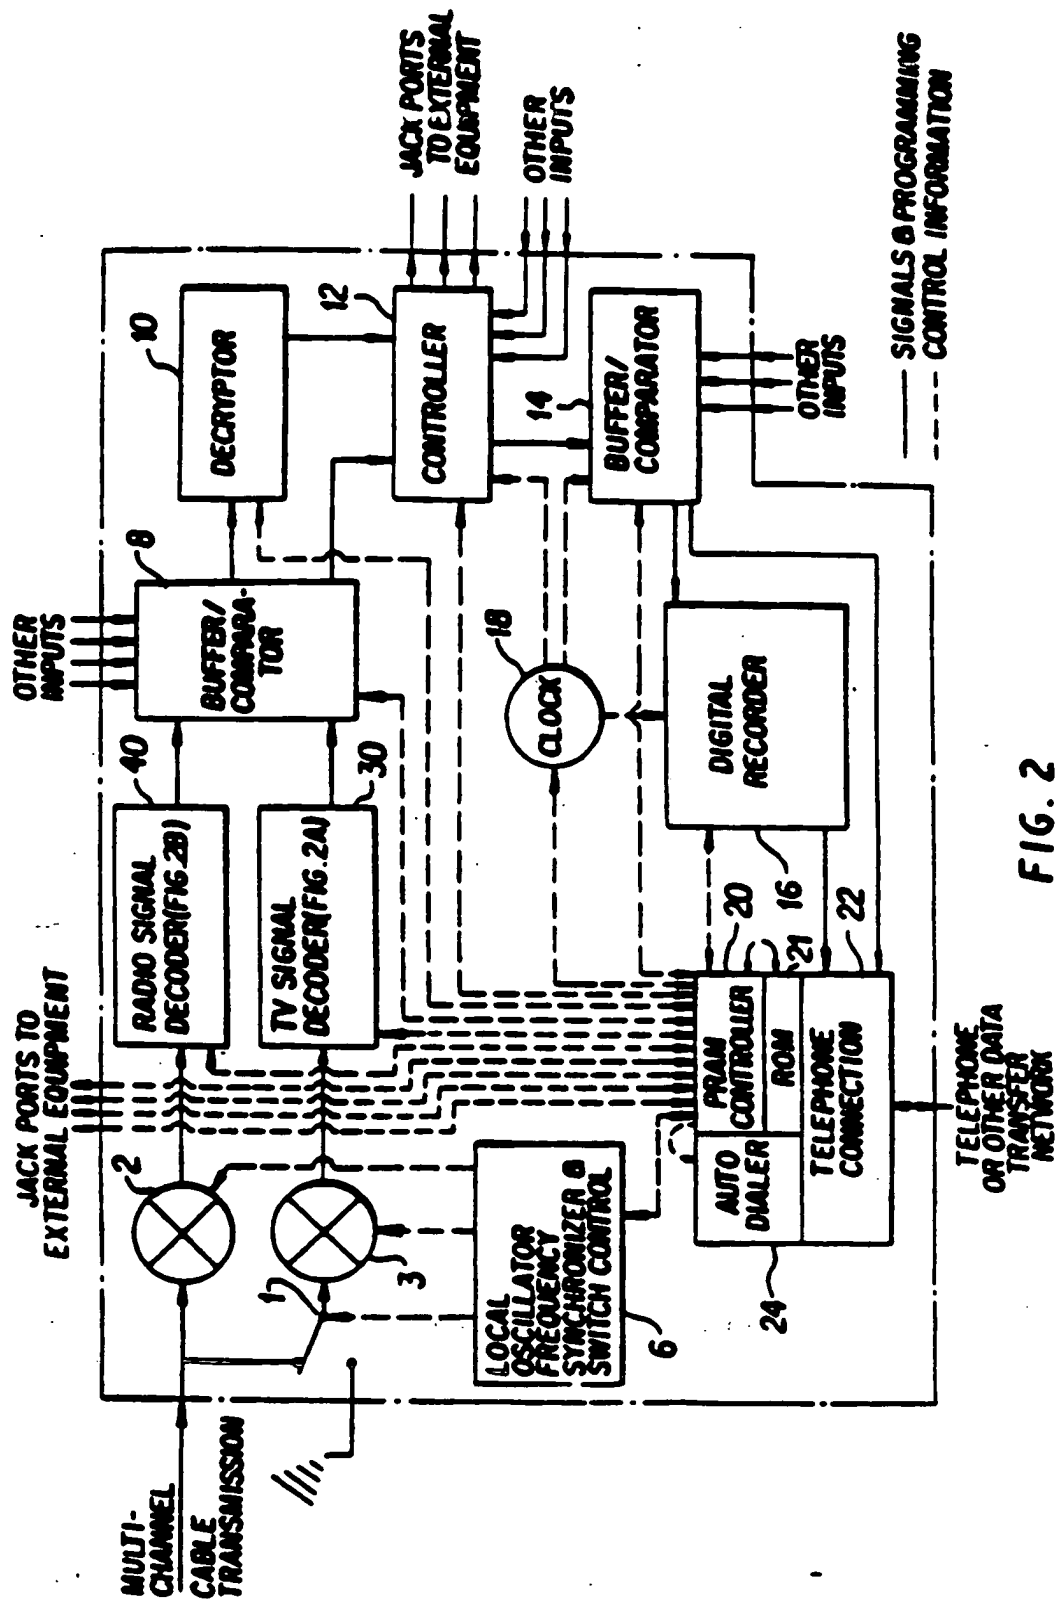 MULTI-
CHANNEL
CABLE
TRANSMISSION
JACK PORTS TO
EXTERNAL EQUIPMENT
OTHER
INPUTS
2
RADIO SIGNAL
DECODER(FIG.2B)
40
BUFFER/
COMPARA-
TOR
8
DECRYPTOR
10
1
3
TV SIGNAL
DECODER(FIG.2A)
30
CONTROLLER
12
JACK PORTS
TO EXTERNAL
EQUIPMENT
OTHER
INPUTS
LOCAL
OSCILLATOR
FREQUENCY
SYNCHRONIZER &
SWITCH CONTROL
6
CLOCK
18
BUFFER/
COMPARATOR
14
OTHER
INPUTS
DIGITAL
RECORDER
16
PRAM
CONTROLLER
20
ROM
21
AUTO
DIALER
24
TELEPHONE
CONNECTION
22
TELEPHONE
OR OTHER DATA
TRANSFER
NETWORK
SIGNALS & PROGRAMMING
CONTROL INFORMATION
FIG. 2